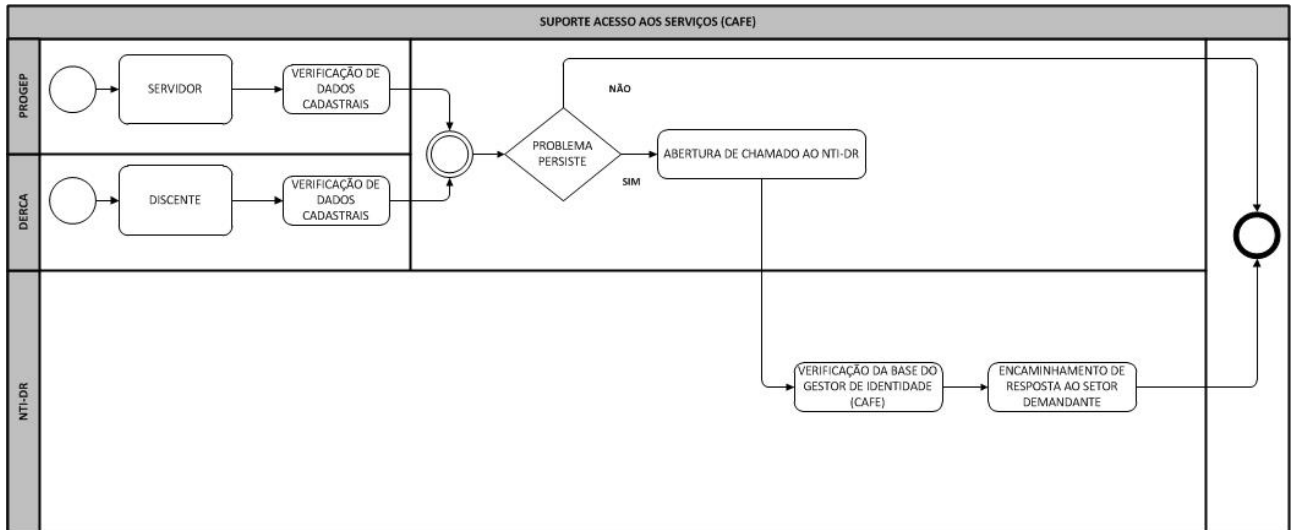 SUPORTE ACESSO AOS SERVIÇOS (CAFE)
PROGEP
SERVIDOR
VERIFICAÇÃO DE
DADOS
CADASTRAIS
DERCA
DISCENTE
VERIFICAÇÃO DE
DADOS
CADASTRAIS
PROBLEMA
PERSISTE
NÃO
SIM
ABERTURA DE CHAMADO AO NTI-DR
NTI-DR
VERIFICAÇÃO DA BASE DO
GESTOR DE IDENTIDADE
(CAFE)
ENCAMINHAMENTO DE
RESPOSTA AO SETOR
DEMANDANTE